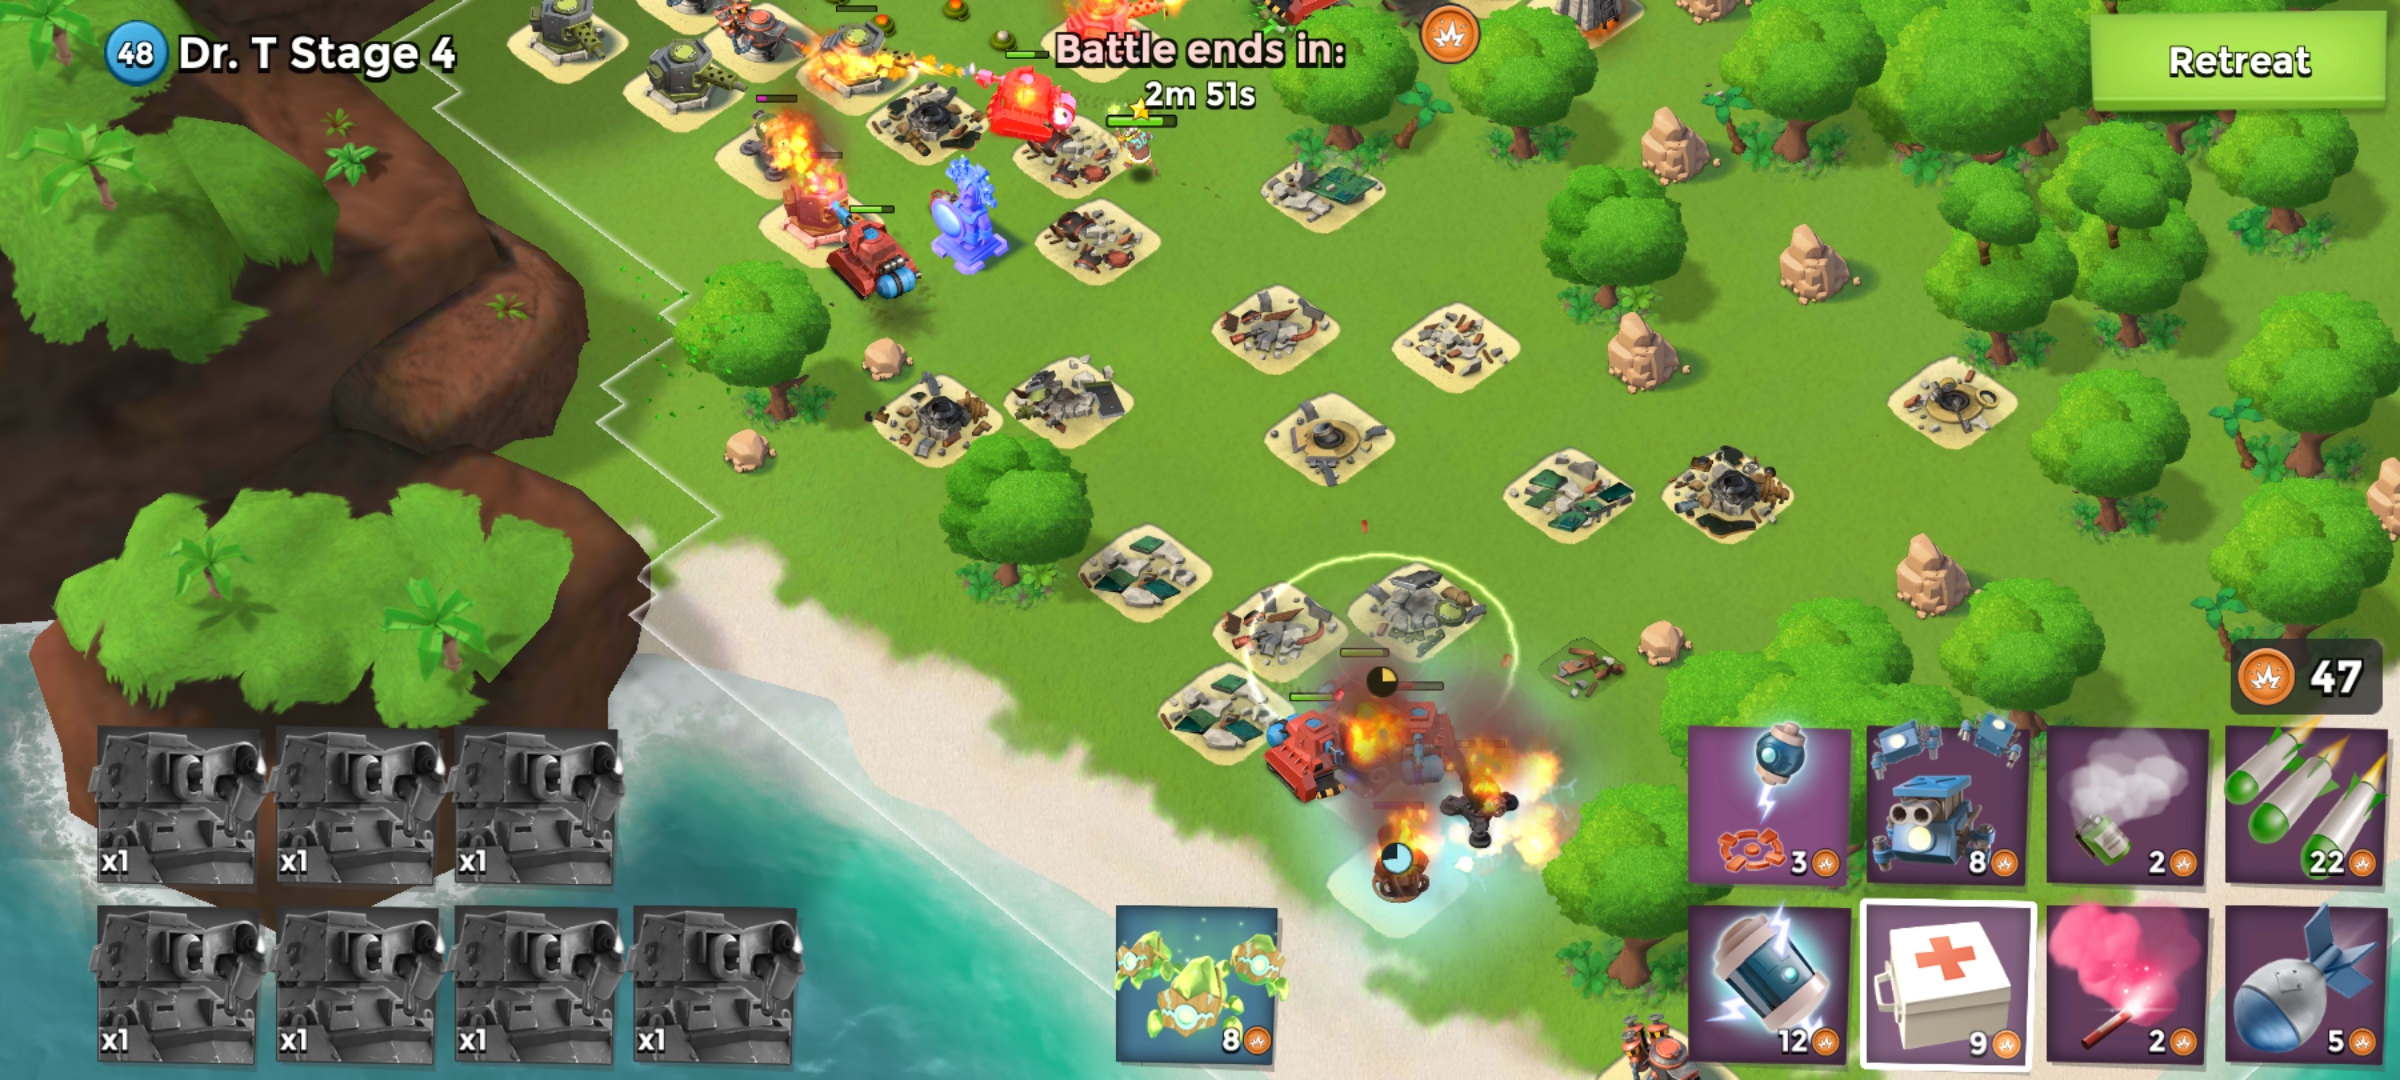 48 Dr. T Stage 4
Battle ends in:
2m 51s
Retreat
47
x1 x1 x1
3 8 2 22
x1 x1 x1 x1
8
12 9 2 5